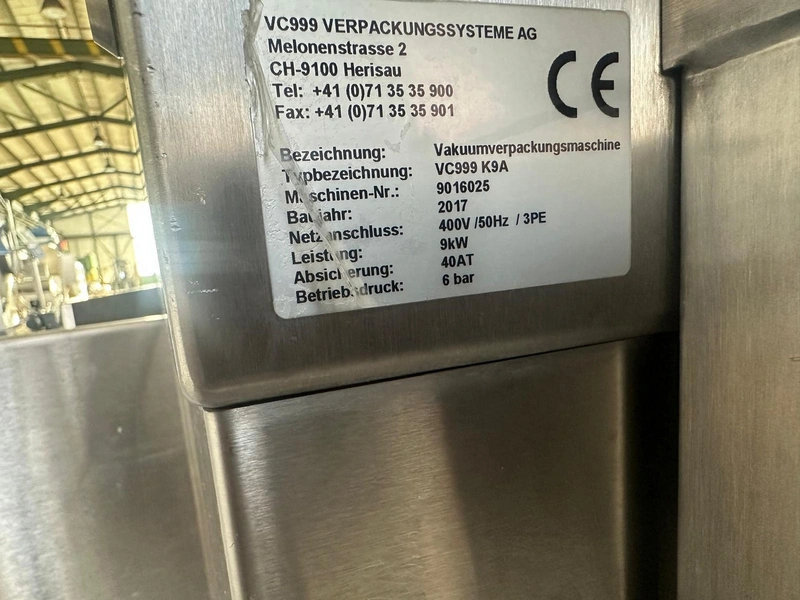 VC999 VERPACKUNGSSYSTEME AG
Melonenstrasse 2
CH-9100 Herisau
Tel: +41 (0)71 35 35 900
Fax: +41 (0)71 35 35 901
CE
Bezeichnung: Vakuumverpackungsmaschine
Typbezeichnung: VC999 K9A
Maschinen-Nr.: 9016025
Baujahr: 2017
Netzanschluss: 400V /50Hz / 3PE
Leistung: 9kW
Absicherung: 40AT
Betriebsdruck: 6 bar